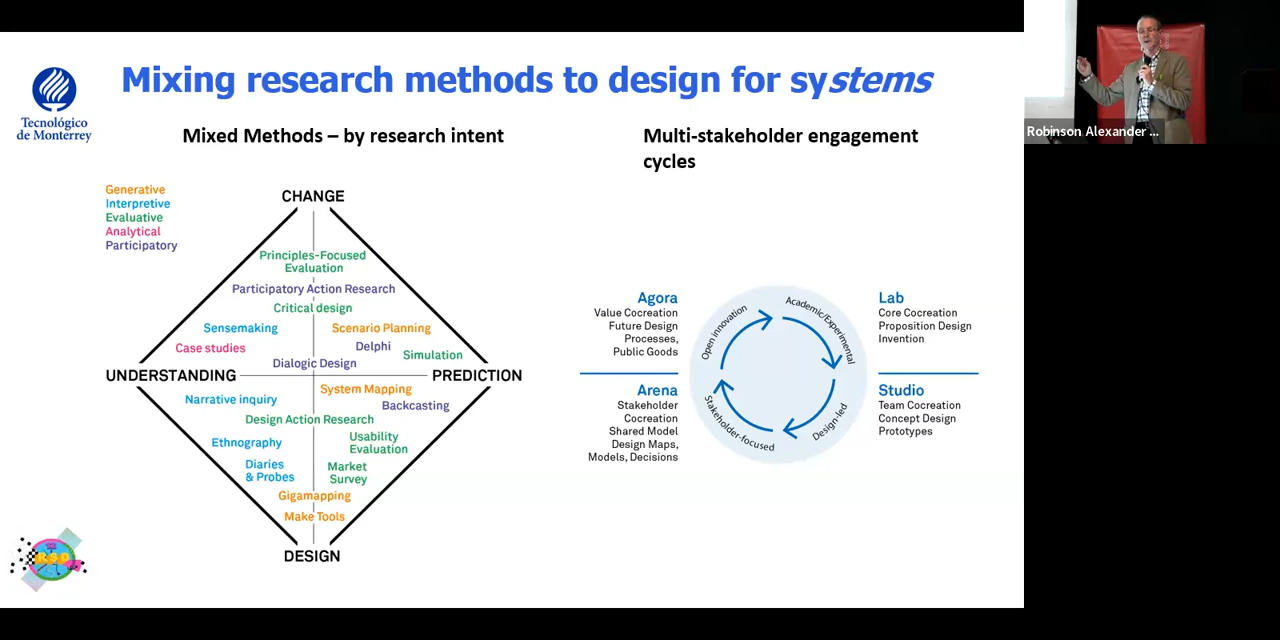 Mixing research methods to design for systems
Tecnológico
de Monterrey
Mixed Methods – by research intent
Multi-stakeholder engagement
cycles
Generative
Interpretive
Evaluative
Analytical
Participatory
CHANGE
Principles-Focused
Evaluation
Participatory Action Research
Critical design
Sensemaking
Scenario Planning
Case studies
Delphi
Simulation
Dialogic Design
UNDERSTANDING
PREDICTION
System Mapping
Narrative inquiry
Backcasting
Design Action Research
Ethnography
Usability
Evaluation
Diaries
& Probes
Market
Survey
Gigamapping
Make Tools
DESIGN
Agora
Value Cocreation
Future Design
Processes,
Public Goods
Arena
Stakeholder
Cocreation
Shared Model
Design Maps,
Models, Decisions
Open innovation
Academic/Experimental
Stakeholder-focused
Design-led
Lab
Core Cocreation
Proposition Design
Invention
Studio
Team Cocreation
Concept Design
Prototypes
RSD
Robinson Alexander ...